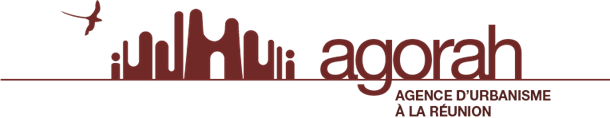 agorah
AGENCE D'URBANISME
À LA RÉUNION